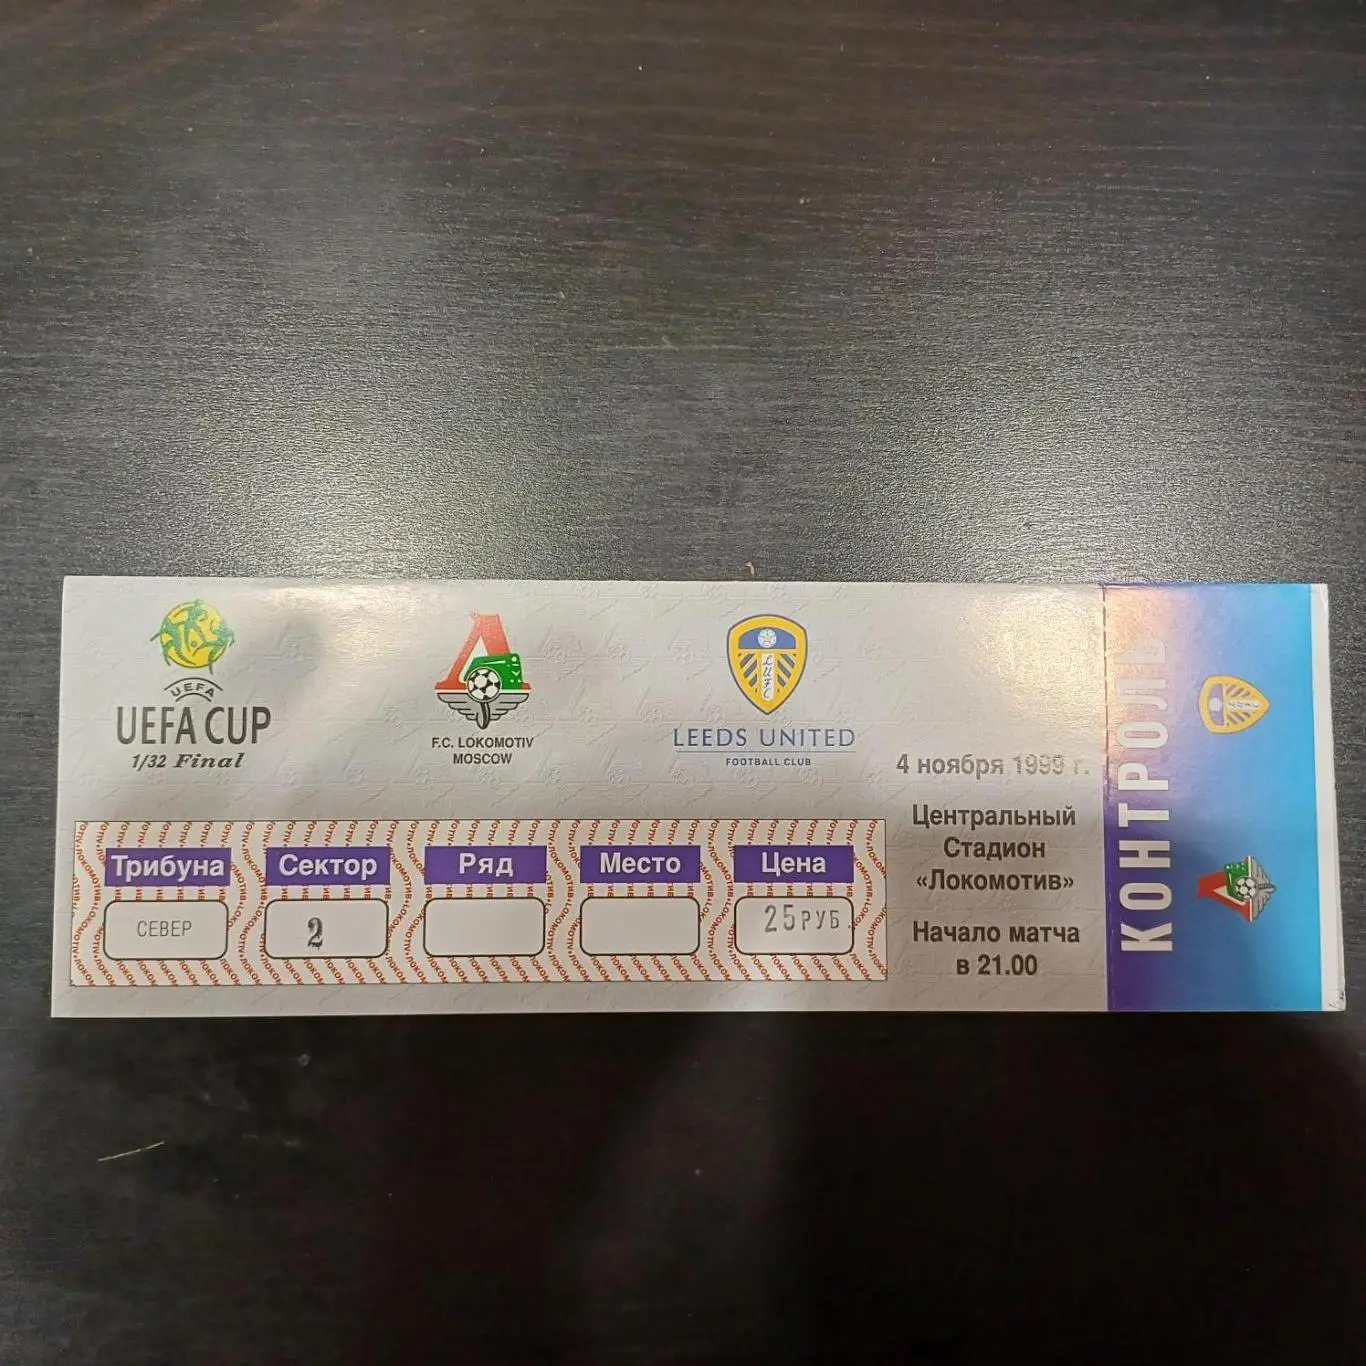 UEFA
UEFA CUP
1/32 Final
F.C. LOKOMOTIV
MOSCOW
LUFC
LEEDS UNITED
FOOTBALL CLUB
4 ноября 1999 г.
Центральный
Стадион
«Локомотив»
Начало матча
в 21.00
Трибуна Сектор Ряд Место Цена
СЕВЕР 2 25 РУБ.
КОНТРОЛЬ